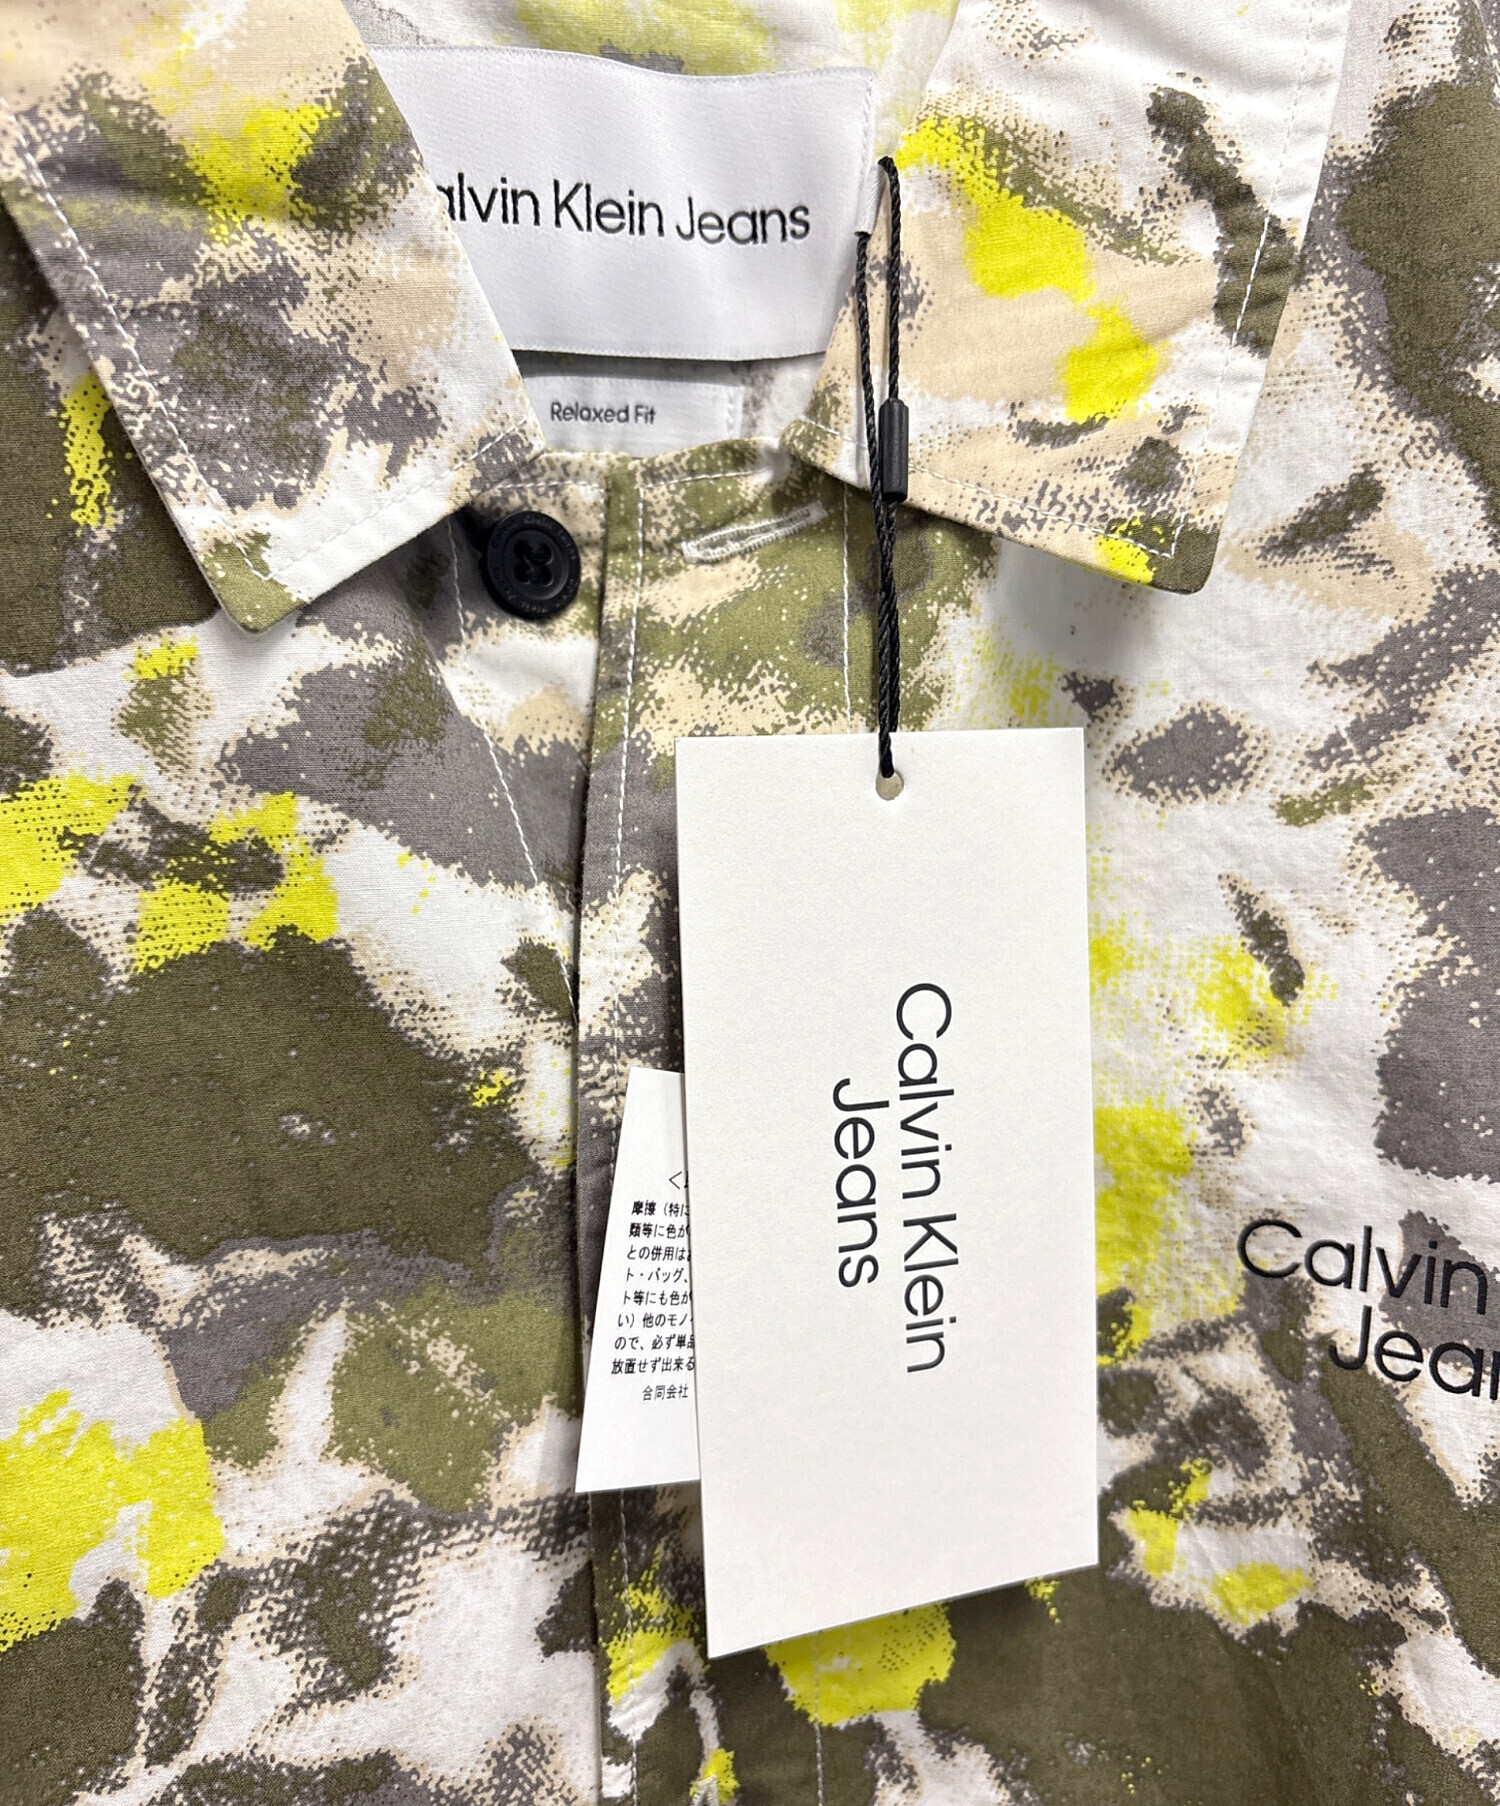 alvin Klein Jeans
Relaxed Fit
Calvin Klein
Jeans
摩擦（特に
類等に色が
との併用は
ト・バッグ、
ト等にも色が
い）他のモノ
ので、必ず単品
放置せず出来る
合同会社
Calvin
Jean